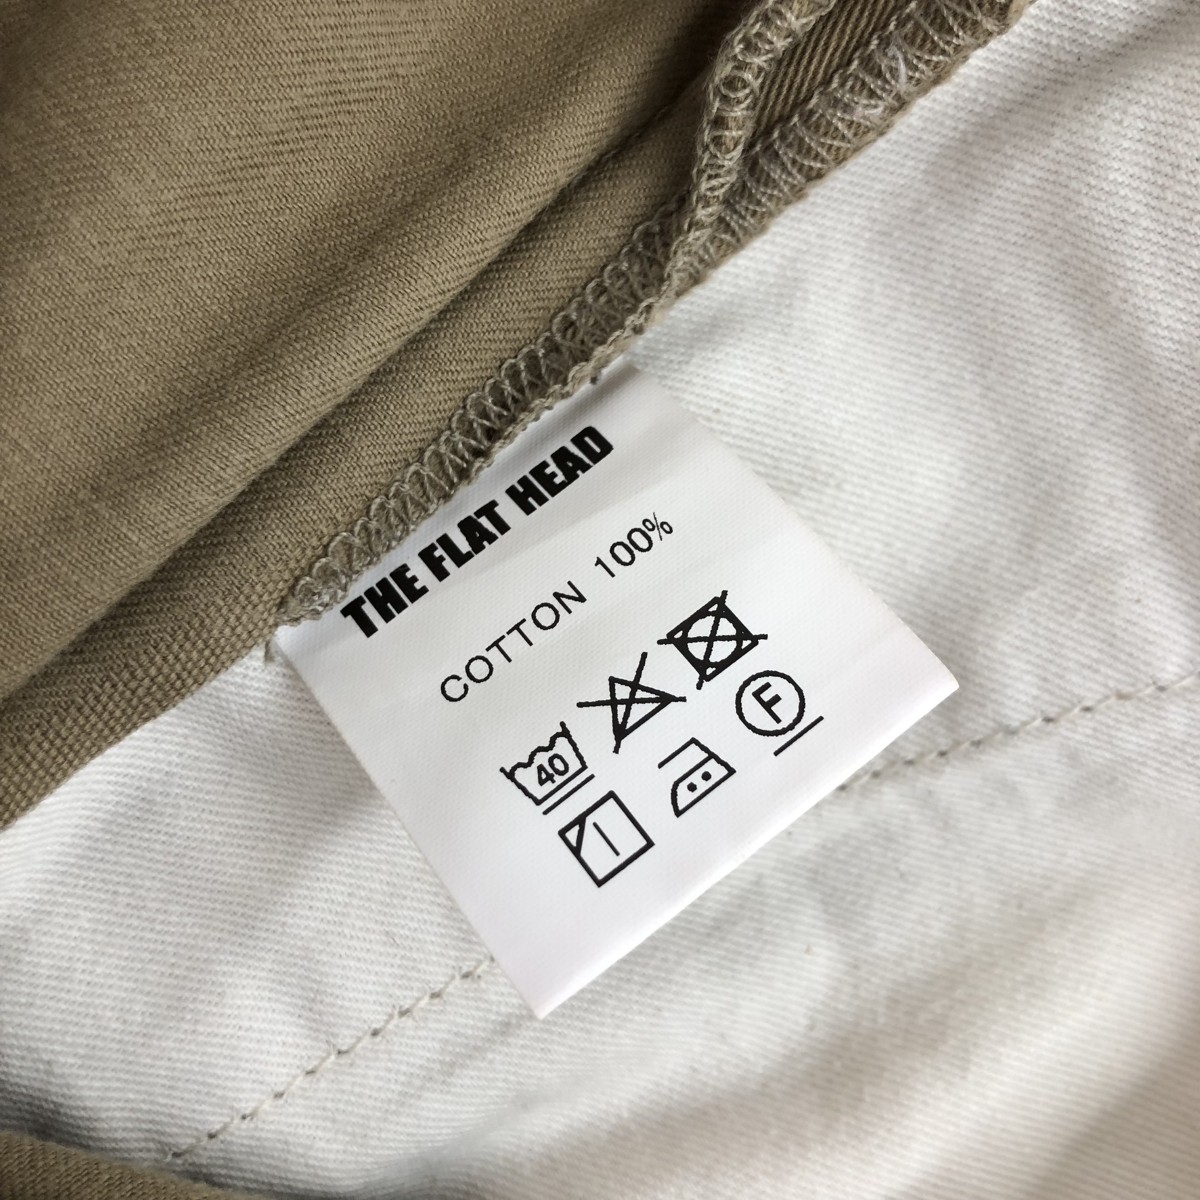 THE FLAT HEAD
COTTON 100%
40
F